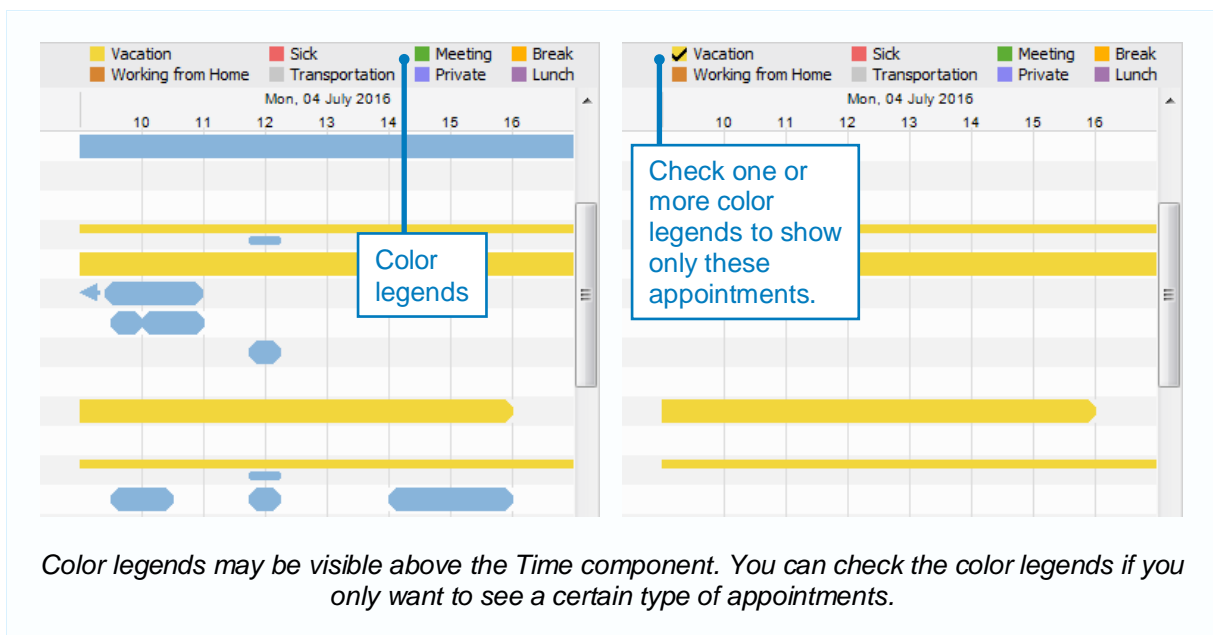 Vacation Sick Meeting Break
Working from Home Transportation Private Lunch
Mon, 04 July 2016
10 11 12 13 14 15 16
Color
legends
Vacation Sick Meeting Break
Working from Home Transportation Private Lunch
Mon, 04 July 2016
10 11 12 13 14 15 16
Check one or
more color
legends to show
only these
appointments.
Color legends may be visible above the Time component. You can check the color legends if you
only want to see a certain type of appointments.